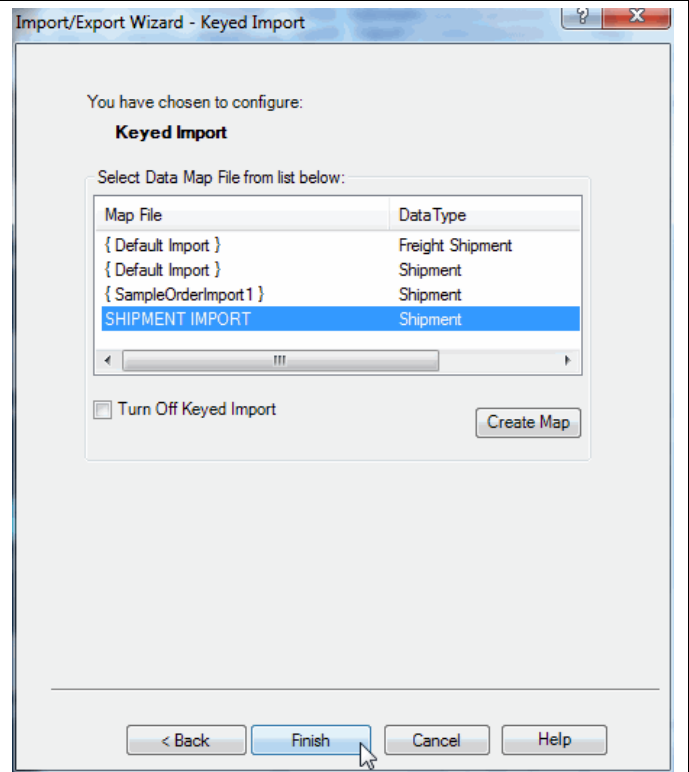 Import/Export Wizard - Keyed Import
?
X
You have chosen to configure:
Keyed Import
Select Data Map File from list below:
Map File DataType
{ Default Import } Freight Shipment
{ Default Import } Shipment
{ SampleOrderImport1 } Shipment
SHIPMENT IMPORT Shipment
Turn Off Keyed Import
Create Map
< Back Finish Cancel Help